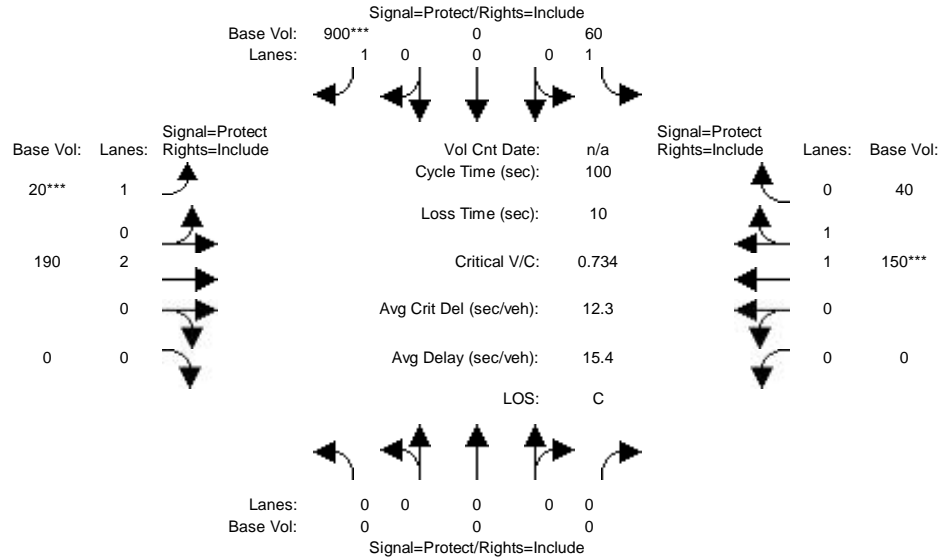 Signal=Protect/Rights=Include
Base Vol: 900*** 0 60
Lanes: 1 0 0 0 1
Signal=Protect
Base Vol: Lanes: Rights=Include
20*** 1
0
190 2
0
0 0
Vol Cnt Date: n/a
Cycle Time (sec): 100
Loss Time (sec): 10
Critical V/C: 0.734
Avg Crit Del (sec/veh): 12.3
Avg Delay (sec/veh): 15.4
LOS: C
Signal=Protect
Rights=Include Lanes: Base Vol:
0 40
1
1 150***
0
0 0
Lanes: 0 0 0 0 0
Base Vol: 0 0 0
Signal=Protect/Rights=Include